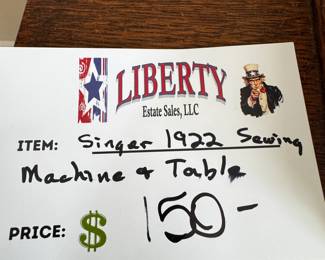 LIBERTY
Estate Sales, LLC
ITEM: Singer 1922 Sewing
Machine & Table
PRICE: $ 150-